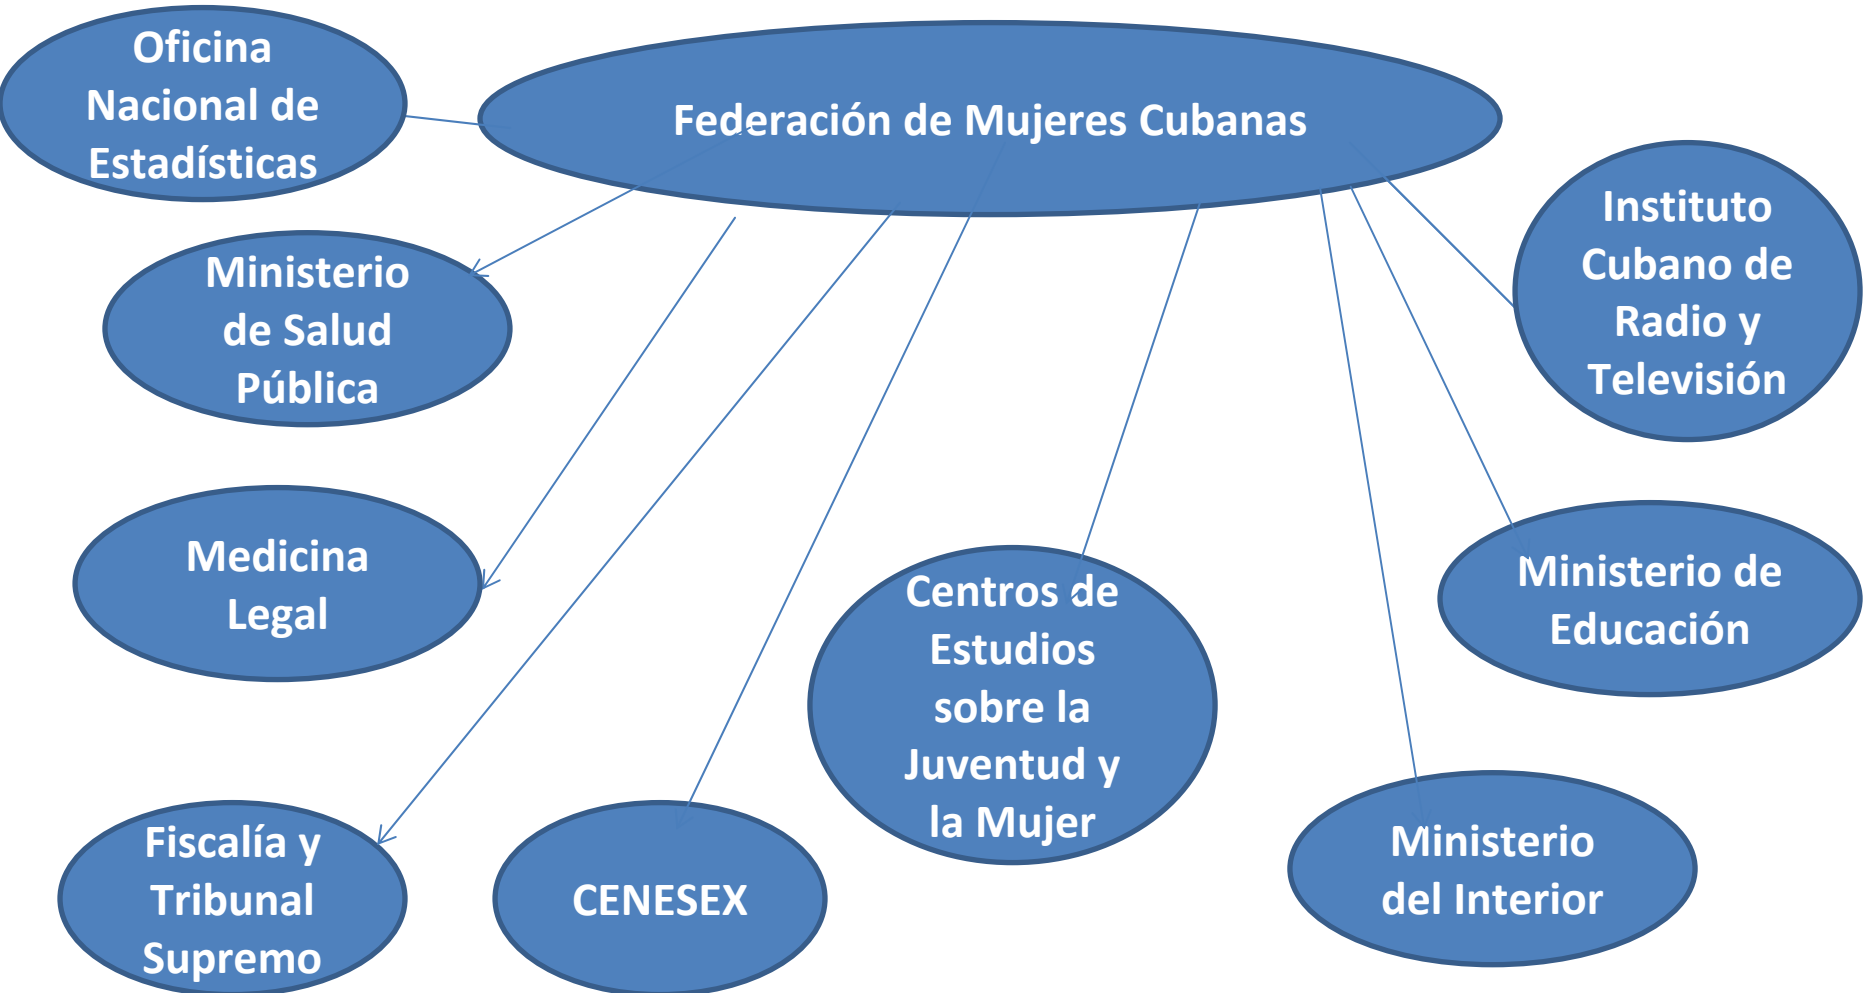 Oficina
Nacional de
Estadísticas
Federación de Mujeres Cubanas
Instituto
Cubano de
Radio y
Televisión
Ministerio
de Salud
Pública
Medicina
Legal
Centros de
Estudios
sobre la
Juventud y
la Mujer
Ministerio de
Educación
Fiscalía y
Tribunal
Supremo
CENESEX
Ministerio
del Interior